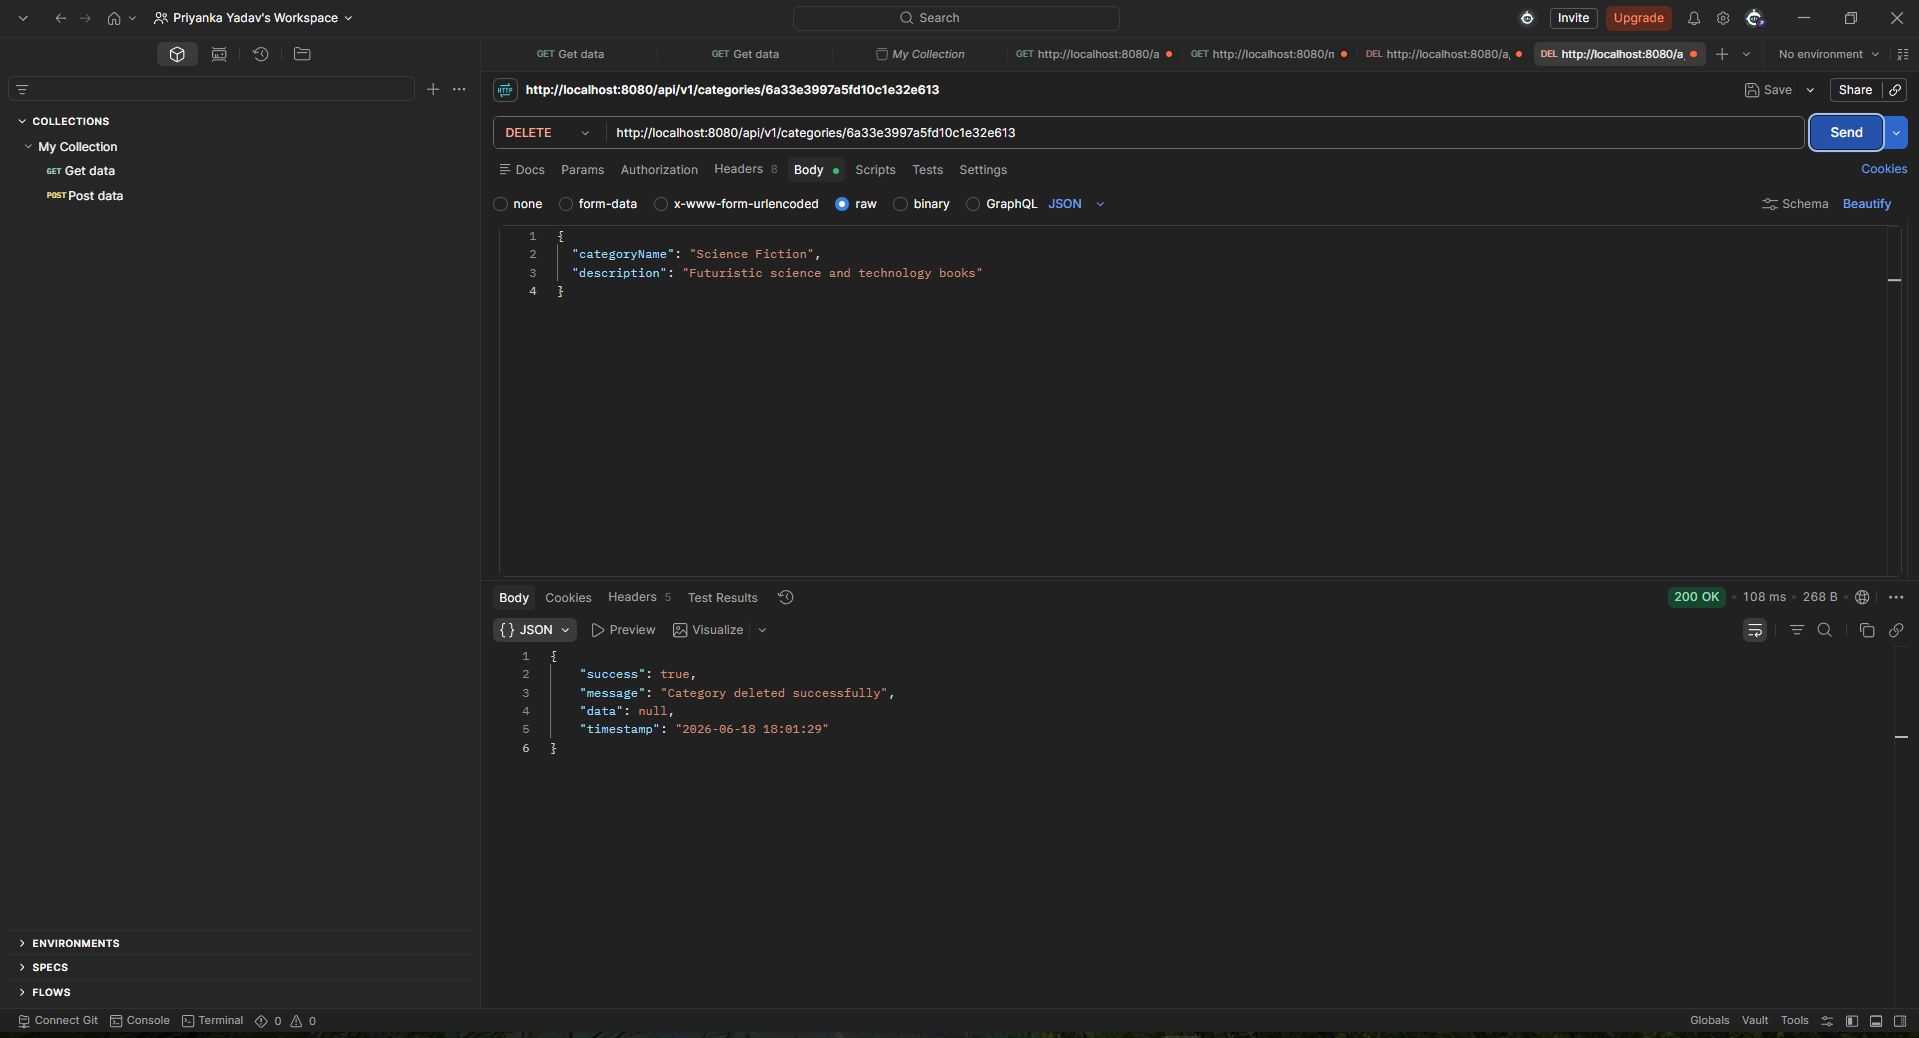 Priyanka Yadav's Workspace
Search
Invite
Upgrade
GET Get data
GET Get data
My Collection
GET http://localhost:8080/a
GET http://localhost:8080/n
DEL http://localhost:8080/a
DEL http://localhost:8080/a
No environment
COLLECTIONS
My Collection
GET Get data
POST Post data
HTTP http://localhost:8080/api/v1/categories/6a33e3997a5fd10c1e32e613
Save
Share
DELETE
http://localhost:8080/api/v1/categories/6a33e3997a5fd10c1e32e613
Send
Docs Params Authorization Headers 8 Body Scripts Tests Settings
Cookies
none form-data x-www-form-urlencoded raw binary GraphQL JSON
Schema Beautify
1 {
2 "categoryName": "Science Fiction",
3 "description": "Futuristic science and technology books"
4 }
Body Cookies Headers 5 Test Results
200 OK • 108 ms • 268 B
{} JSON Preview Visualize
1 {
2 "success": true,
3 "message": "Category deleted successfully",
4 "data": null,
5 "timestamp": "2026-06-18 18:01:29"
6 }
ENVIRONMENTS
SPECS
FLOWS
Connect Git Console Terminal 0 0
Globals Vault Tools